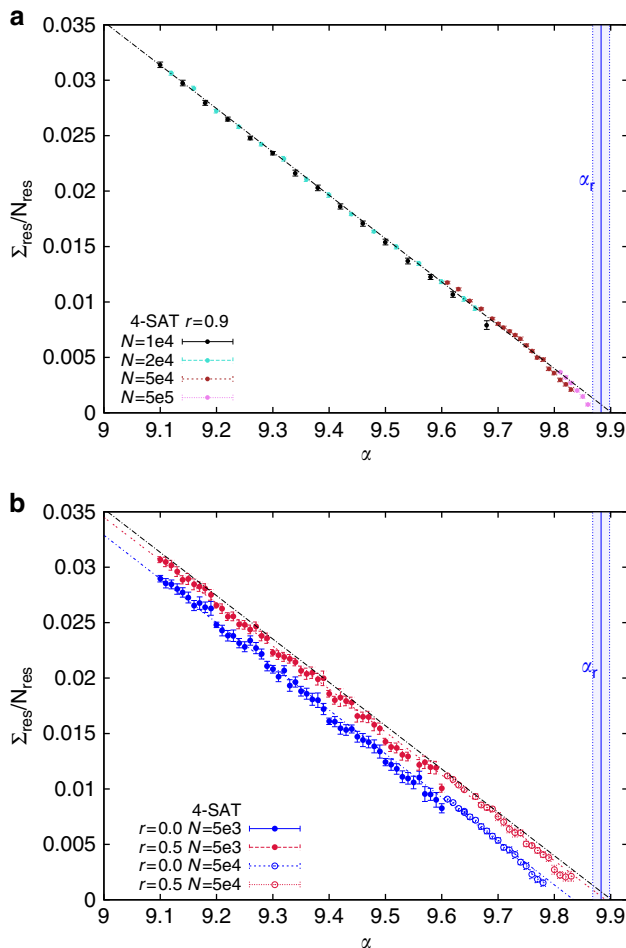 a
0.035
0.03
0.025
0.02
0.015
0.01
0.005
0
Σres/Nres
αr
4-SAT r=0.9
N=1e4
N=2e4
N=5e4
N=5e5
9 9.1 9.2 9.3 9.4 9.5 9.6 9.7 9.8 9.9
α
b
0.035
0.03
0.025
0.02
0.015
0.01
0.005
0
Σres/Nres
αr
4-SAT
r=0.0 N=5e3
r=0.5 N=5e3
r=0.0 N=5e4
r=0.5 N=5e4
9 9.1 9.2 9.3 9.4 9.5 9.6 9.7 9.8 9.9
α